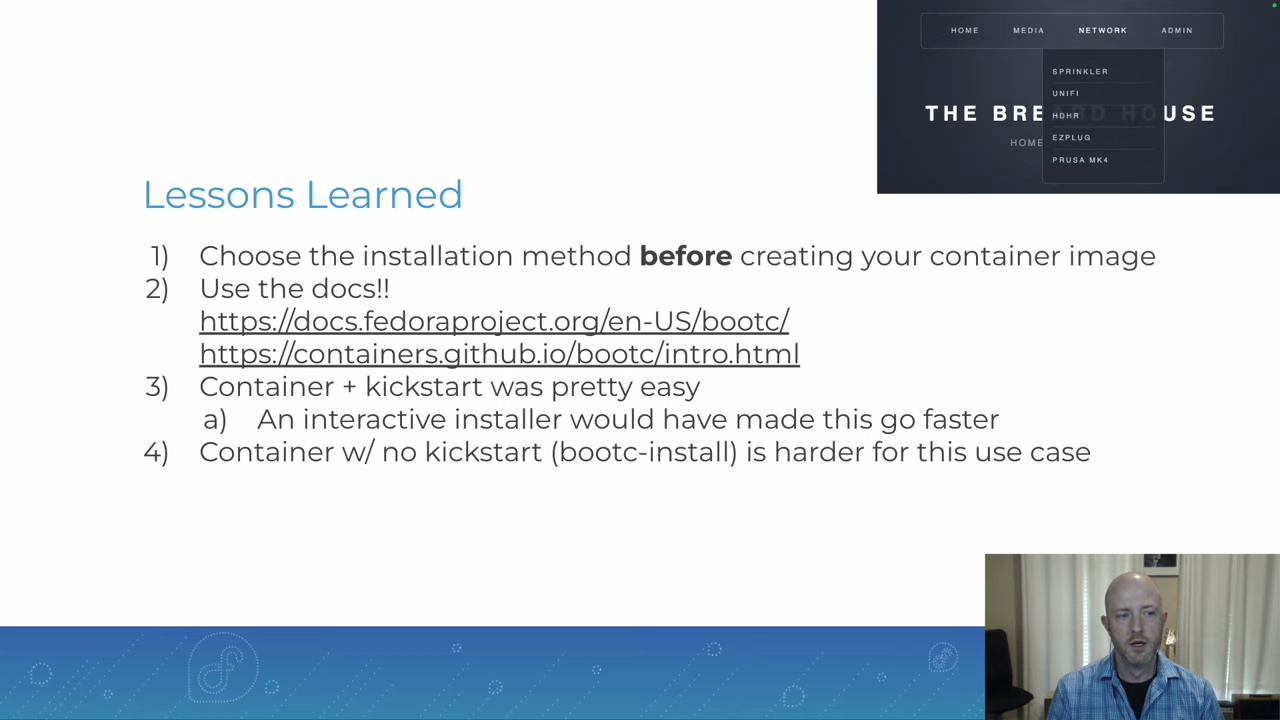 HOME MEDIA NETWORK ADMIN
SPRINKLER
UNIFI
THE BREARD HOUSE
HDHR
HOME
EZPLUG
PRUSA MK4
Lessons Learned
1) Choose the installation method before creating your container image
2) Use the docs!!
https://docs.fedoraproject.org/en-US/bootc/
https://containers.github.io/bootc/intro.html
3) Container + kickstart was pretty easy
a) An interactive installer would have made this go faster
4) Container w/ no kickstart (bootc-install) is harder for this use case